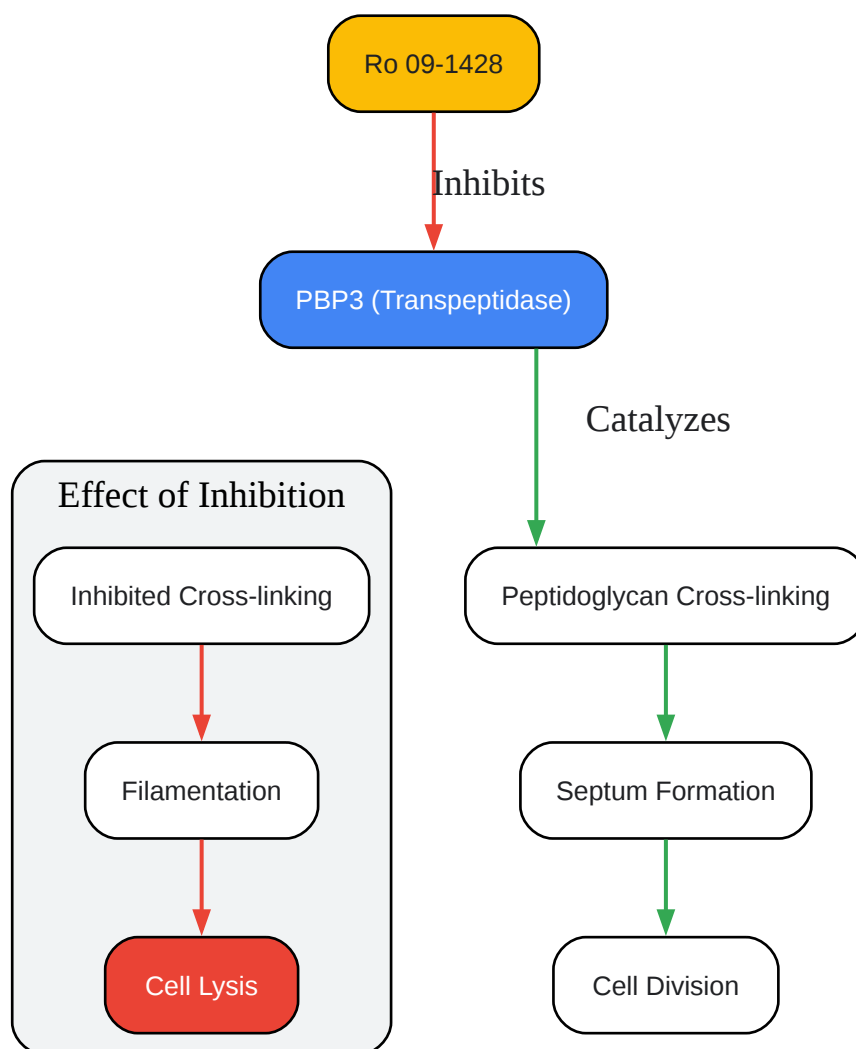 Ro 09-1428
Inhibits
PBP3 (Transpeptidase)
Catalyzes
Effect of Inhibition
Inhibited Cross-linking
Peptidoglycan Cross-linking
Filamentation
Septum Formation
Cell Lysis
Cell Division